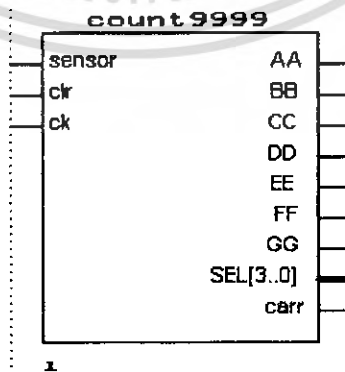 count9999
sensor AA
clr BB
ck CC
DD
EE
FF
GG
SEL[3..0]
carr
1